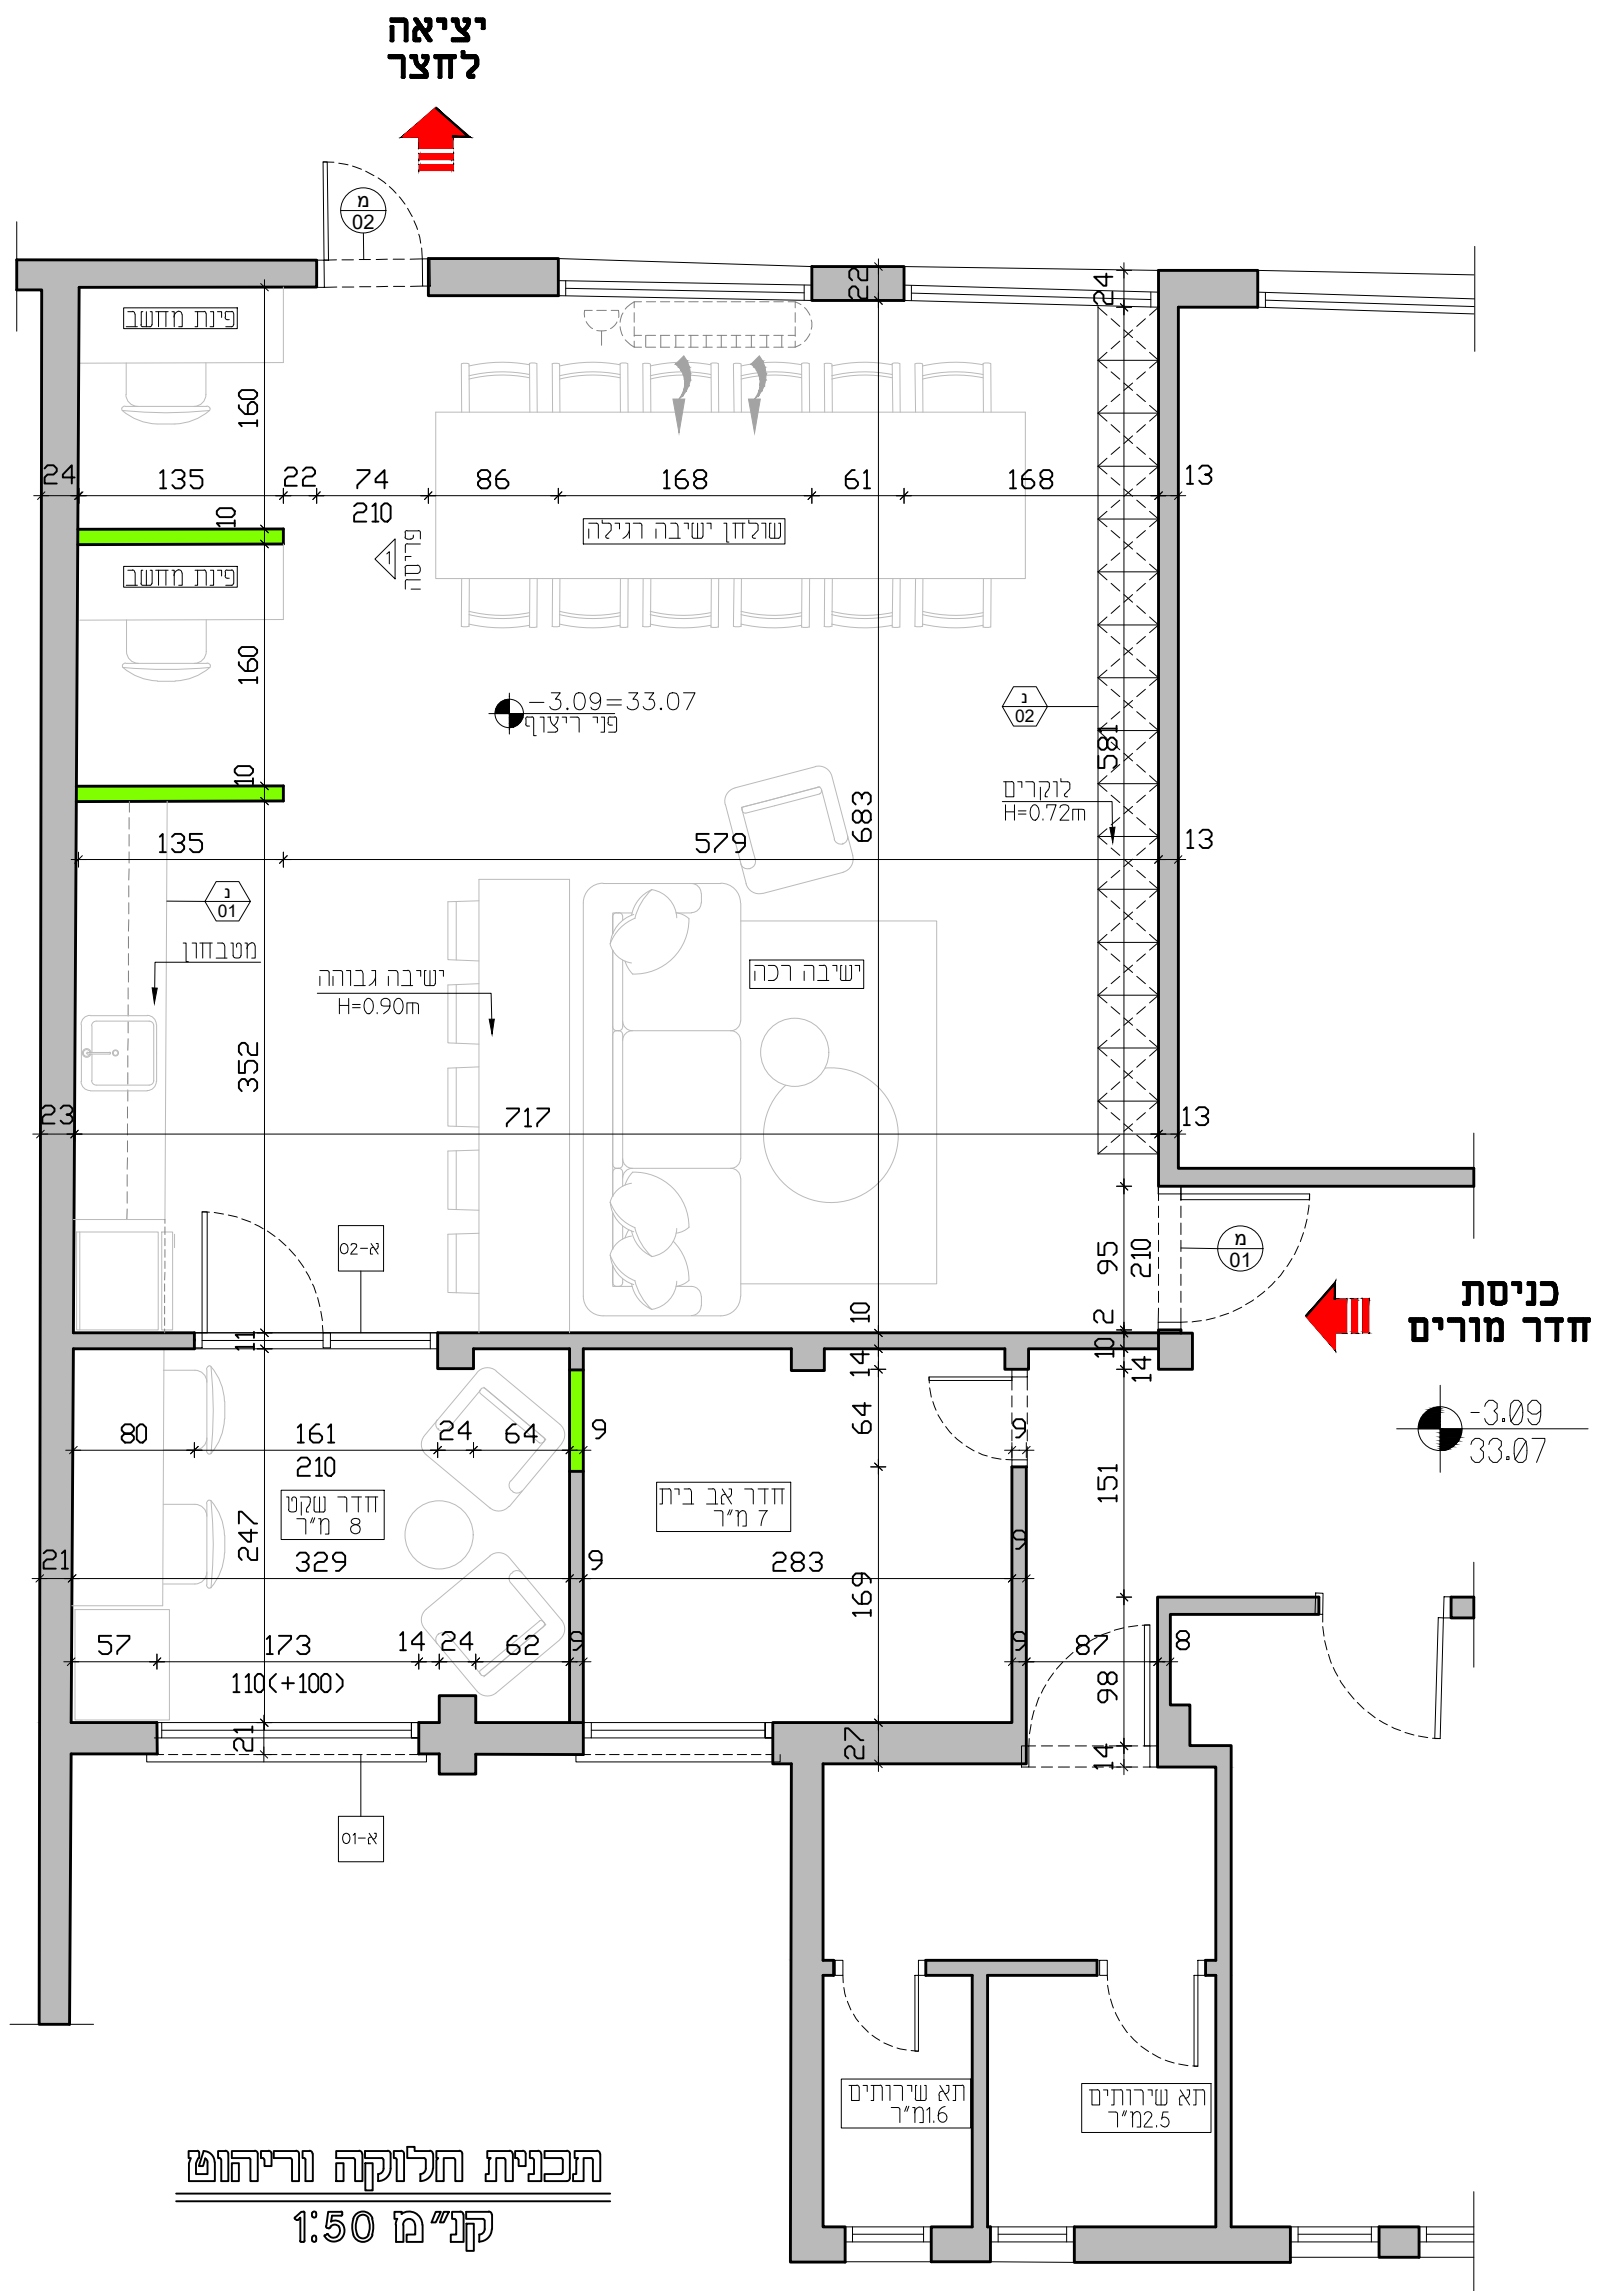 יציאה
לחצר
מ
02
22
24
פינת מחשב
160
24
135
22
74
86
168
61
168
13
210
10
שולחן ישיבה רגילה
פריסה
1
פינת מחשב
160
-3.09=33.07
פני ריצוף
נ
02
581
10
לוקרים
H=0.72m
683
135
579
13
נ
01
מטבחון
ישיבה גבוהה
H=0.90m
ישיבה רכה
352
23
717
13
א-02
95
210
מ
01
כניסת
חדר מורים
2
10
11
10
14
14
-3.09
33.07
80
161
24
64
9
64
9
210
151
חדר שקט
8 מ"ר
חדר אב בית
7 מ"ר
247
9
21
329
9
283
169
57
173
14
24
62
9
9
87
8
110(+100)
98
21
27
14
א-01
תא שירותים
1.6מ"ר
תא שירותים
2.5מ"ר
תכנית חלוקה וריהוט
קנ"מ 1:50